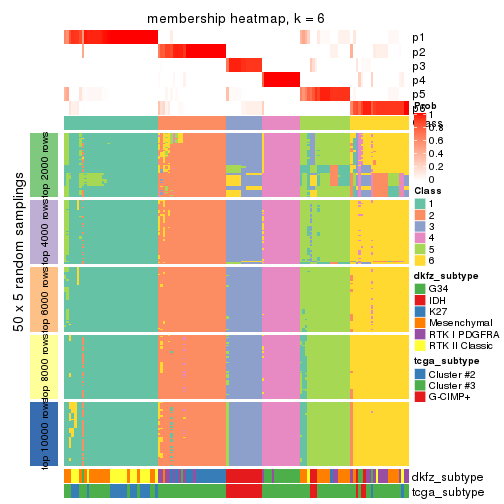 membership heatmap, k = 6
p1
p2
p3
p4
p5
p6
Prob
1
0.8
0.6
0.4
0.2
0
Class
Class
1
2
3
4
5
6
dkfz_subtype
G34
IDH
K27
Mesenchymal
RTK I PDGFRA
RTK II Classic
tcga_subtype
Cluster #2
Cluster #3
G-CIMP+
50 x 5 random samplings
top 2000 rows
top 4000 rows
top 6000 rows
top 8000 rows
top 10000 rows
dkfz_subtype
tcga_subtype